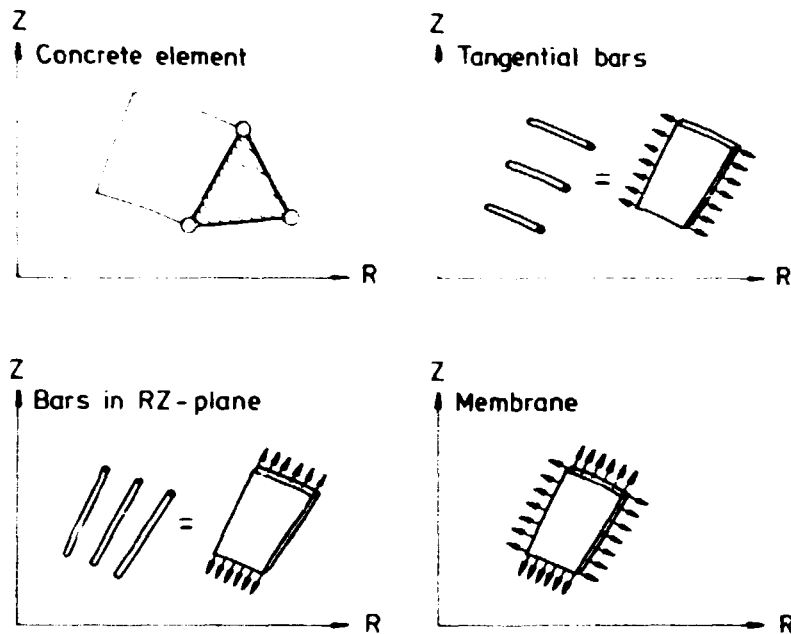 Z
Concrete element
R
Z
Tangential bars
=
R
Z
Bars in RZ-plane
=
R
Z
Membrane
R